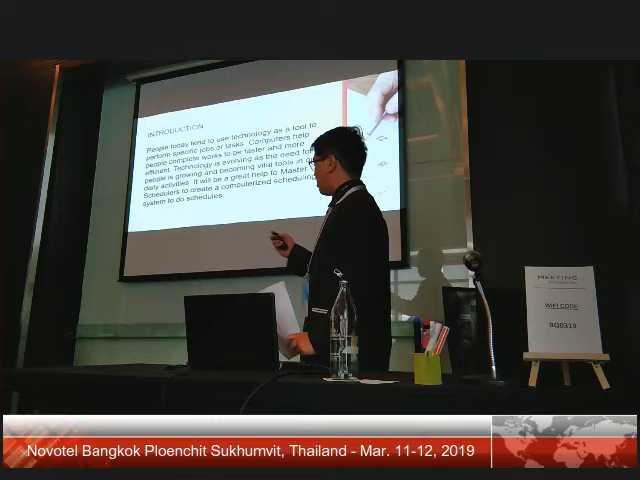 INTRODUCTION
People today tend to use technology as a tool to
perform specific jobs or tasks. Computers help
people complete works to be faster and more
efficient. Technology is evolving as the need for
people is growing and becoming vital tools in
daily activities. It will be a great help to Master
Schedulers to create a computerized scheduling
system to do schedules
MEETING
WIFI CODE
BQ0319
Novotel Bangkok Ploenchit Sukhumvit, Thailand - Mar. 11-12, 2019